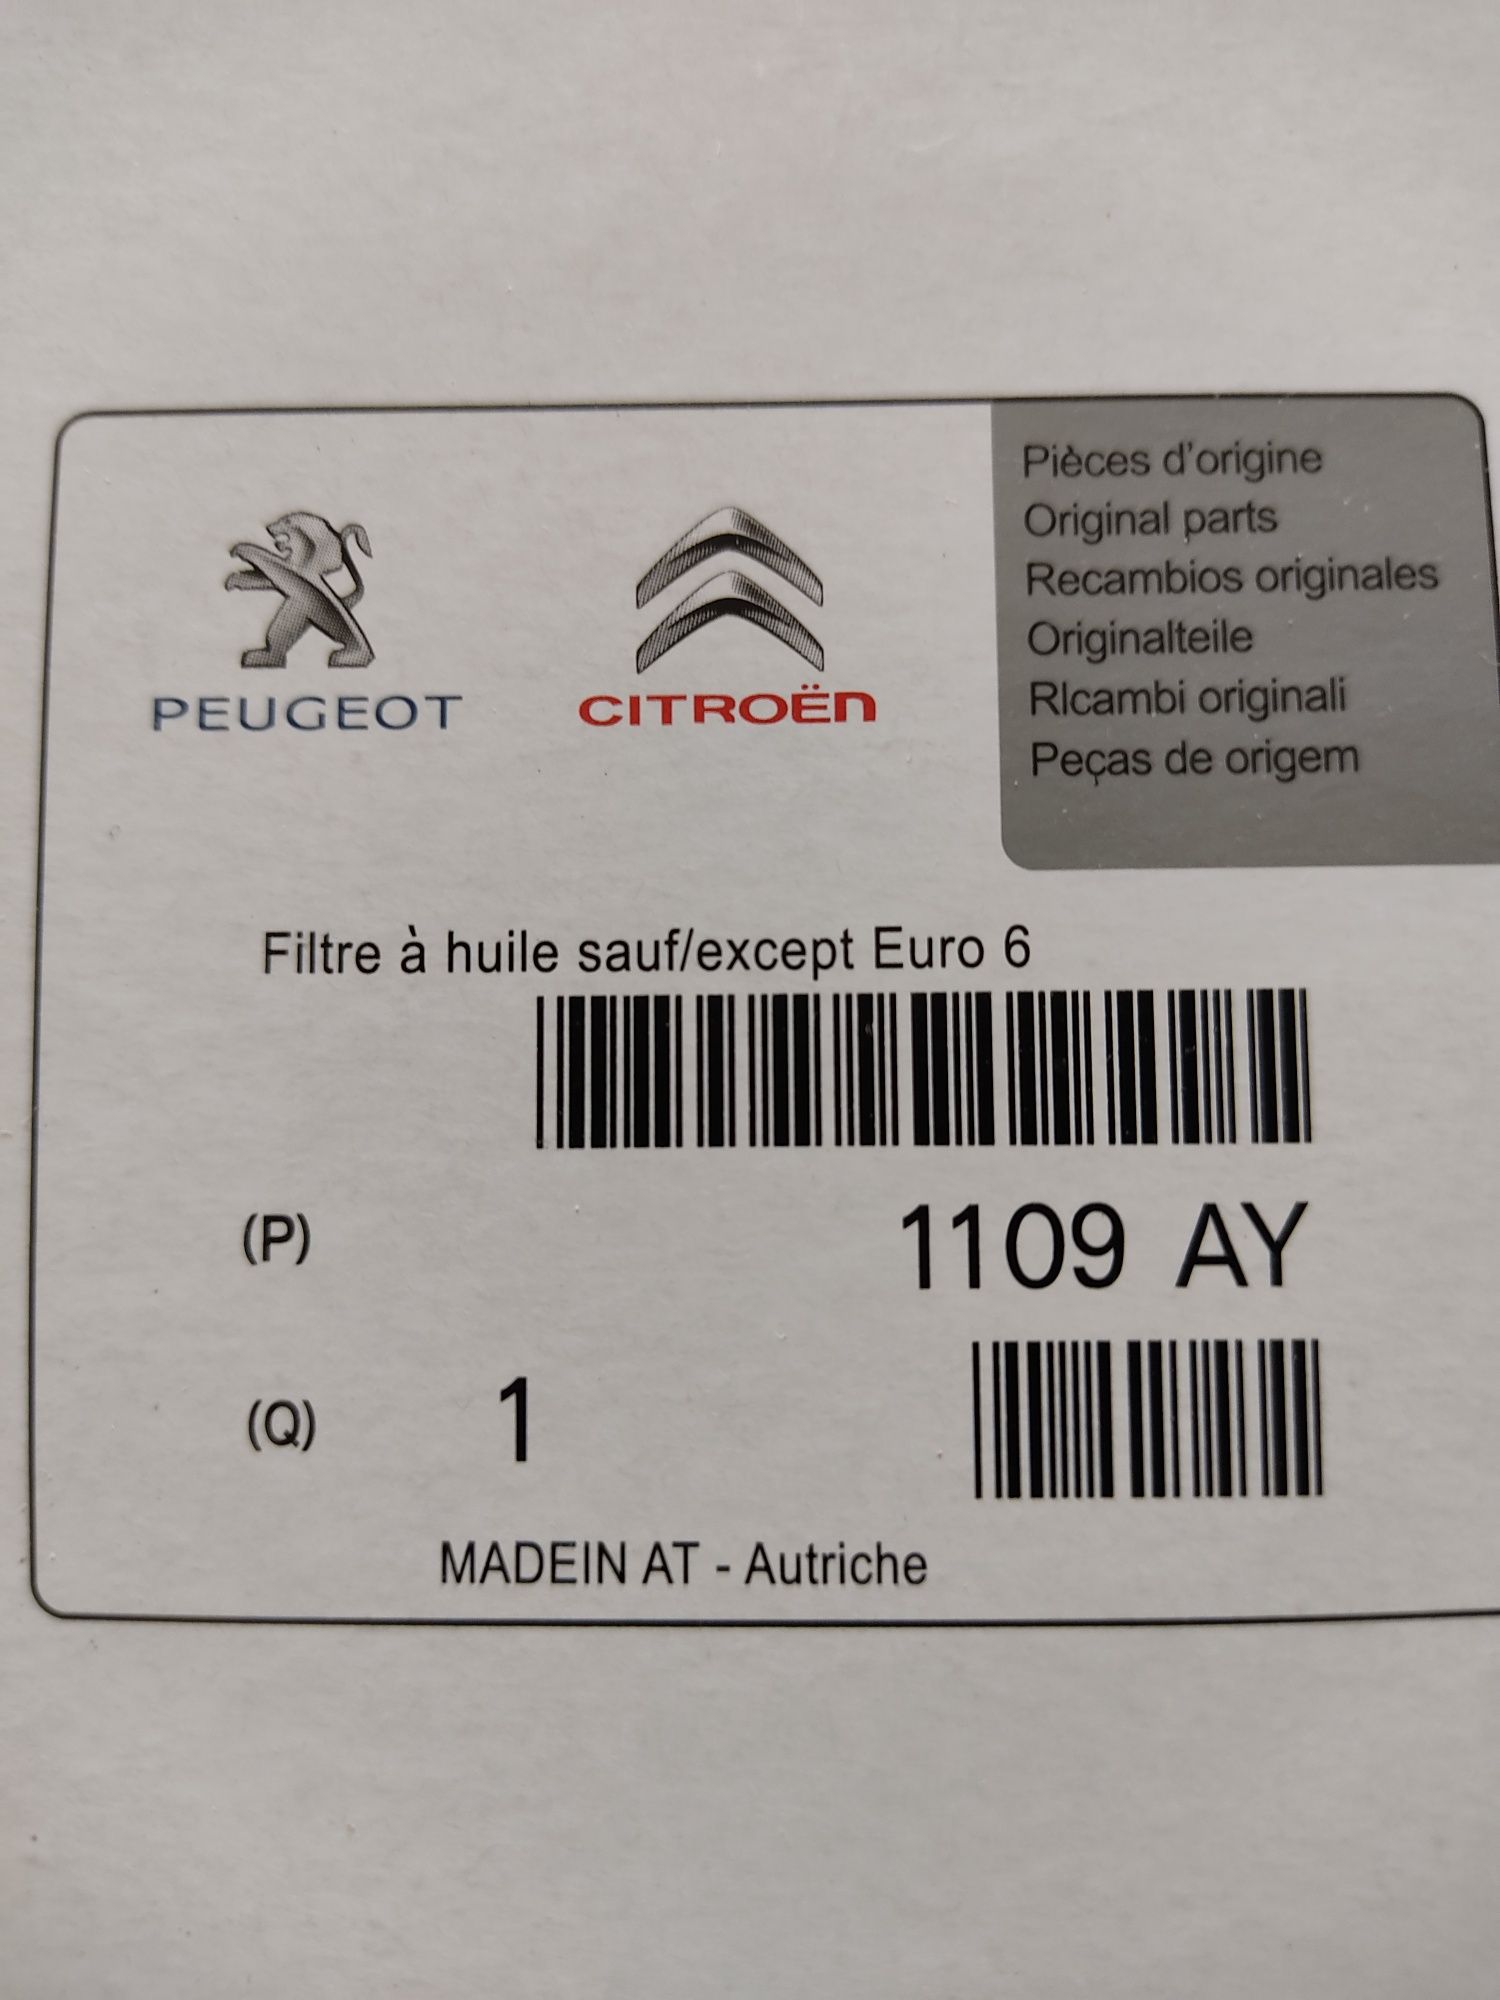 PEUGEOT
CITROËn
Pièces d'origine
Original parts
Recambios originales
Originalteile
RIcambi originali
Peças de origem
Filtre à huile sauf/except Euro 6
(P) 1109 AY
(Q) 1
MADEIN AT - Autriche